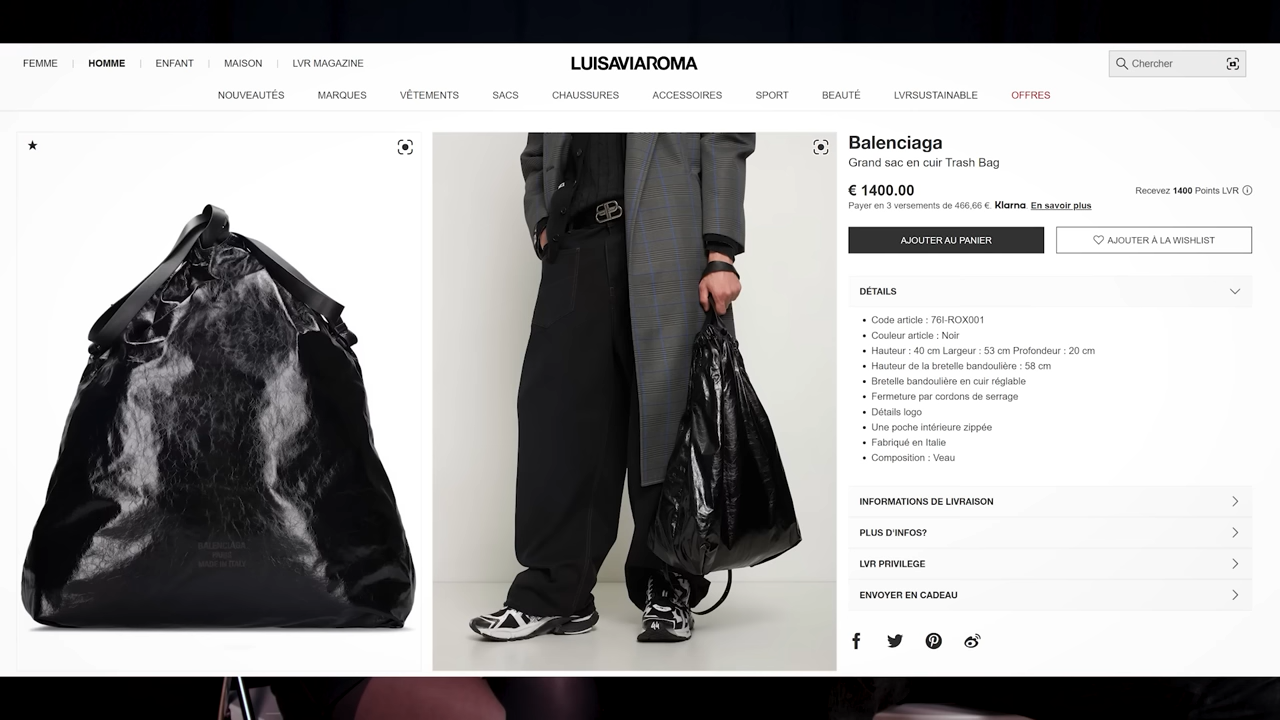 FEMME
HOMME
ENFANT
MAISON
LVR MAGAZINE
LUISAVIAROMA
Chercher
NOUVEAUTÉS
MARQUES
VÊTEMENTS
SACS
CHAUSSURES
ACCESSOIRES
SPORT
BEAUTÉ
LVRSUSTAINABLE
OFFRES
BALENCIAGA
PARIS
MADE IN ITALY
Balenciaga
Grand sac en cuir Trash Bag
€ 1400.00
Recevez 1400 Points LVR
Payer en 3 versements de 466,66 €. Klarna. En savoir plus
AJOUTER AU PANIER
AJOUTER À LA WISHLIST
DÉTAILS
• Code article : 76I-ROX001
• Couleur article : Noir
• Hauteur : 40 cm Largeur : 53 cm Profondeur : 20 cm
• Hauteur de la bretelle bandoulière : 58 cm
• Bretelle bandoulière en cuir réglable
• Fermeture par cordons de serrage
• Détails logo
• Une poche intérieure zippée
• Fabriqué en Italie
• Composition : Veau
INFORMATIONS DE LIVRAISON
PLUS D'INFOS?
LVR PRIVILEGE
ENVOYER EN CADEAU